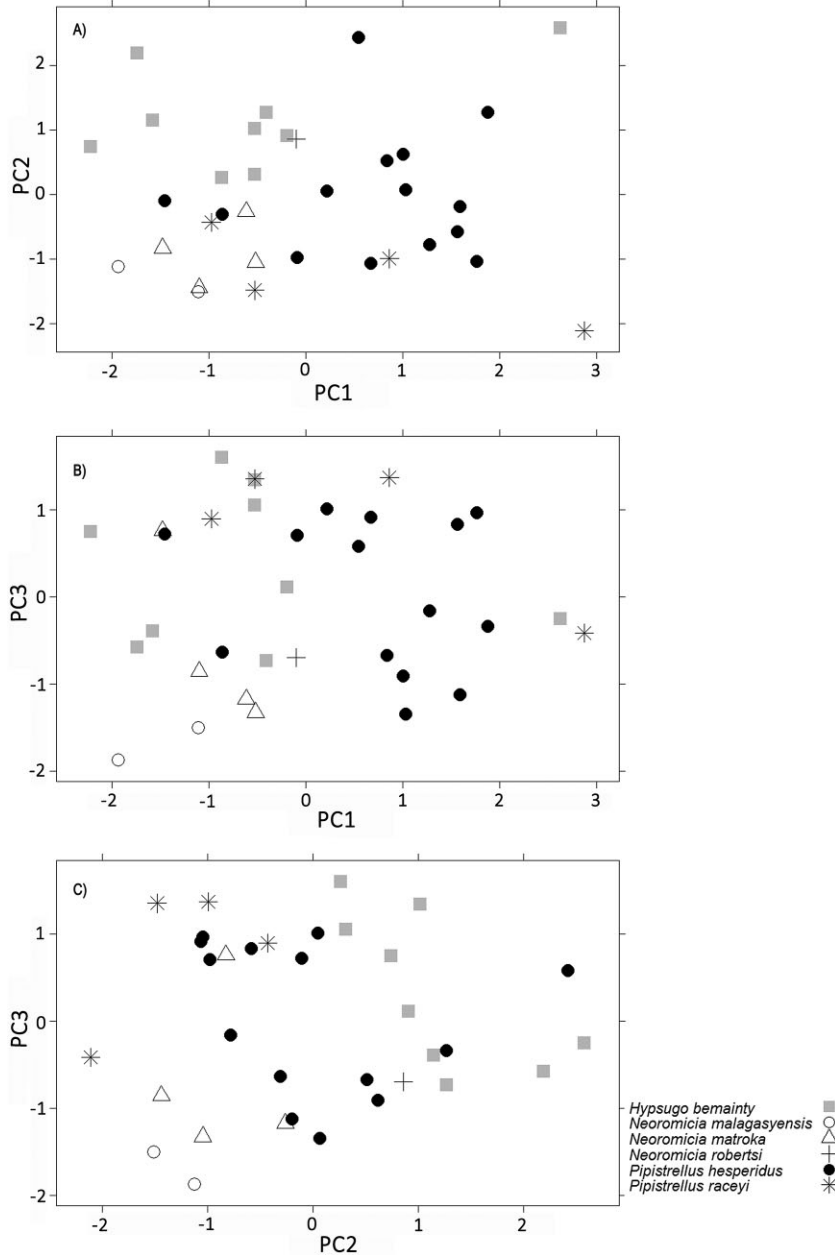 A)
2
1
0
-1
-2
PC2
-2
-1
0
1
2
3
PC1
B)
1
0
-1
-2
PC3
-2
-1
0
1
2
3
PC1
C)
1
0
-1
-2
PC3
-2
-1
0
1
2
PC2
Hypsugo bemainty
Neoromicia malagasyensis
Neoromicia matroka
Neoromicia robertsi
Pipistrellus hesperidus
Pipistrellus raceyi